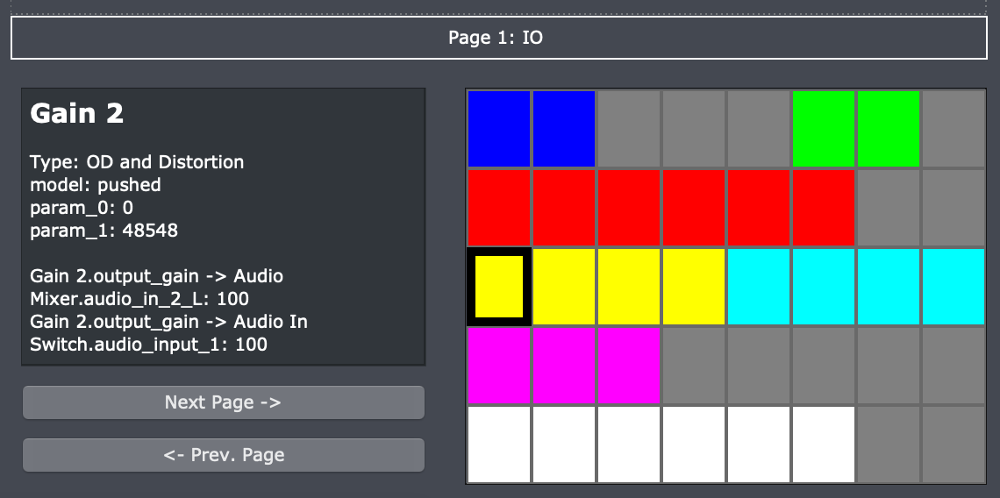 Page 1: IO
Gain 2
Type: OD and Distortion
model: pushed
param_0: 0
param_1: 48548
Gain 2.output_gain -> Audio
Mixer.audio_in_2_L: 100
Gain 2.output_gain -> Audio In
Switch.audio_input_1: 100
Next Page ->
<- Prev. Page